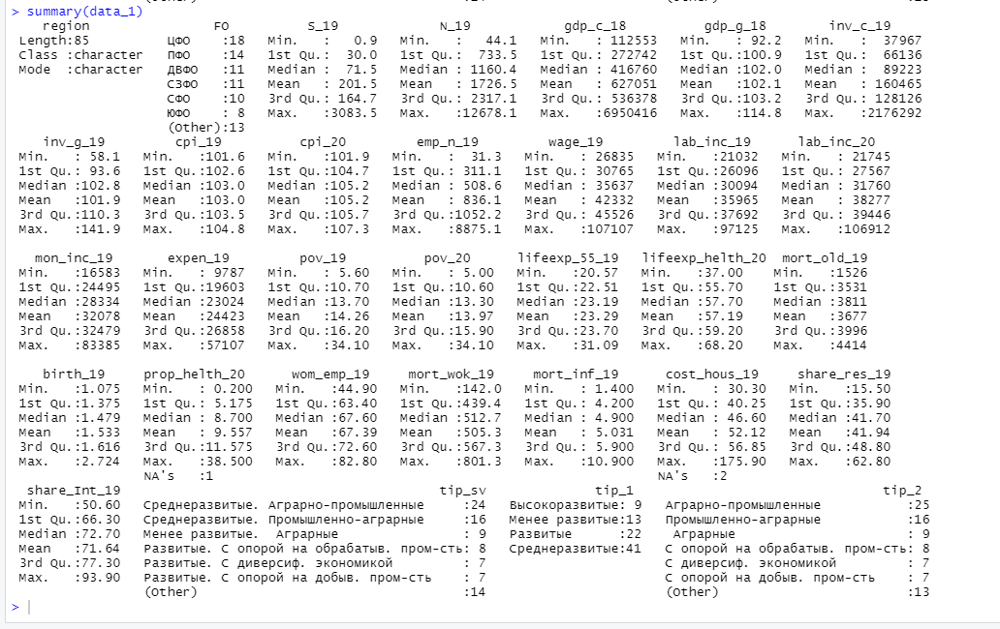 > summary(data_1)
region FO S_19 N_19 gdp_c_18 gdp_g_18 inv_c_19
Length:85 ЦФО :18 Min. : 0.9 Min. : 44.1 Min. : 112553 Min. : 92.2 Min. : 37967
Class :character ПФО :14 1st Qu.: 30.0 1st Qu.: 733.5 1st Qu.: 272742 1st Qu.:100.9 1st Qu.: 66136
Mode :character ДВФО :11 Median : 71.5 Median : 1160.4 Median : 416760 Median :102.0 Median : 89223
СЗФО :11 Mean : 201.5 Mean : 1726.5 Mean : 627051 Mean :102.1 Mean : 160465
СФО :10 3rd Qu.: 164.7 3rd Qu.: 2317.1 3rd Qu.: 536378 3rd Qu.:103.2 3rd Qu.: 128126
ЮФО : 8 Max. :3083.5 Max. :12678.1 Max. :6950416 Max. :114.8 Max. :2176292
(Other):13
inv_g_19 cpi_19 cpi_20 emp_n_19 wage_19 lab_inc_19 lab_inc_20
Min. : 58.1 Min. :101.6 Min. :101.9 Min. : 31.3 Min. : 26835 Min. :21032 Min. : 21745
1st Qu.: 93.6 1st Qu.:102.6 1st Qu.:104.7 1st Qu.: 311.1 1st Qu.: 30765 1st Qu.:26096 1st Qu.: 27567
Median :102.8 Median :103.0 Median :105.2 Median : 508.6 Median : 35637 Median :30094 Median : 31760
Mean :101.9 Mean :103.0 Mean :105.2 Mean : 836.1 Mean : 42332 Mean :35965 Mean : 38277
3rd Qu.:110.3 3rd Qu.:103.5 3rd Qu.:105.7 3rd Qu.:1052.2 3rd Qu.: 45526 3rd Qu.:37692 3rd Qu.: 39446
Max. :141.9 Max. :104.8 Max. :107.3 Max. :8875.1 Max. :107107 Max. :97125 Max. :106912
mon_inc_19 expen_19 pov_19 pov_20 lifeexp_55_19 lifeexp_helth_20 mort_old_19
Min. :16583 Min. : 9787 Min. : 5.60 Min. : 5.00 Min. :20.57 Min. :37.00 Min. :1526
1st Qu.:24495 1st Qu.:19603 1st Qu.:10.70 1st Qu.:10.60 1st Qu.:22.51 1st Qu.:55.70 1st Qu.:3531
Median :28334 Median :23024 Median :13.70 Median :13.30 Median :23.19 Median :57.70 Median :3811
Mean :32078 Mean :24423 Mean :14.26 Mean :13.97 Mean :23.29 Mean :57.19 Mean :3677
3rd Qu.:32479 3rd Qu.:26858 3rd Qu.:16.20 3rd Qu.:15.90 3rd Qu.:23.70 3rd Qu.:59.20 3rd Qu.:3996
Max. :83385 Max. :57107 Max. :34.10 Max. :34.10 Max. :31.09 Max. :68.20 Max. :4414
birth_19 prop_helth_20 wom_emp_19 mort_wok_19 mort_inf_19 cost_hous_19 share_res_19
Min. :1.075 Min. : 0.200 Min. :44.90 Min. :142.0 Min. : 1.400 Min. : 30.30 Min. :15.50
1st Qu.:1.375 1st Qu.: 5.175 1st Qu.:63.40 1st Qu.:439.4 1st Qu.: 4.200 1st Qu.: 40.25 1st Qu.:35.90
Median :1.479 Median : 8.700 Median :67.60 Median :512.7 Median : 4.900 Median : 46.60 Median :41.70
Mean :1.533 Mean : 9.557 Mean :67.39 Mean :505.3 Mean : 5.031 Mean : 52.12 Mean :41.94
3rd Qu.:1.616 3rd Qu.:11.575 3rd Qu.:72.60 3rd Qu.:567.3 3rd Qu.: 5.900 3rd Qu.: 56.85 3rd Qu.:48.80
Max. :2.724 Max. :38.500 Max. :82.80 Max. :801.3 Max. :10.900 Max. :175.90 Max. :62.80
NA's :1 NA's :2
share_Int_19 tip_sv tip_1 tip_2
Min. :50.60 Среднеразвитые. Аграрно-промышленные :24 Высокоразвитые: 9 Аграрно-промышленные :25
1st Qu.:66.30 Среднеразвитые. Промышленно-аграрные :16 Менее развитые:13 Промышленно-аграрные :16
Median :72.70 Менее развитые. Аграрные : 9 Развитые :22 Аграрные : 9
Mean :71.64 Развитые. С опорой на обрабатыв. пром-сть: 8 Среднеразвитые:41 С опорой на обрабатыв. пром-сть: 8
3rd Qu.:77.30 Развитые. С диверсиф. экономикой : 7 С диверсиф. экономикой : 7
Max. :93.90 Развитые. С опорой на добыв. пром-сть : 7 С опорой на добыв. пром-сть : 7
(Other) :14 (Other) :13
>